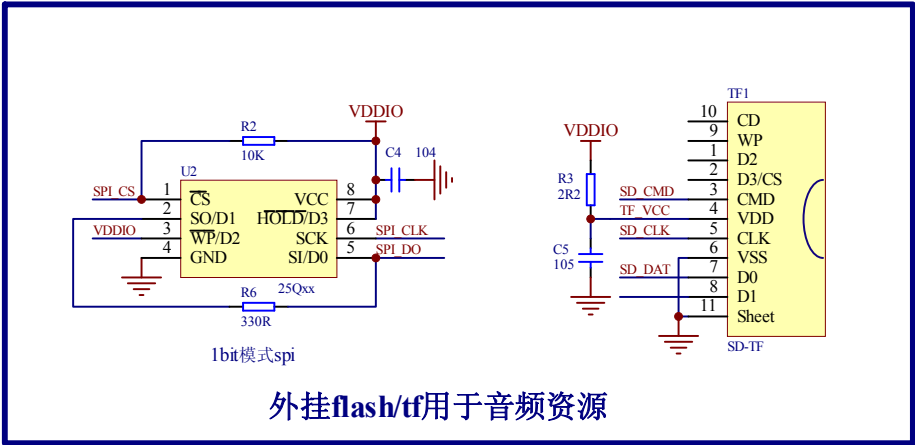 VDDIO
R2
10K
C4 104
U2
SPI_CS 1 CS VCC 8
2 SO/D1 HOLD/D3 7
VDDIO 3 WP/D2 SCK 6 SPI_CLK
4 GND SI/D0 5 SPI_DO
25Qxx
R6
330R
1bit模式spi
VDDIO
R3
2R2
C5
105
TF1
10 CD
9 WP
1 D2
2 D3/CS
SD_CMD 3 CMD
TF_VCC 4 VDD
SD_CLK 5 CLK
6 VSS
SD_DAT 7 D0
8 D1
11 Sheet
SD-TF
外挂flash/tf用于音频资源